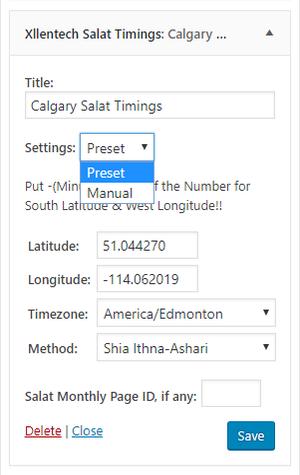 Xllentech Salat Timings: Calgary ...
Title:
Calgary Salat Timings
Settings: Preset
Preset
Manual
Put -(Min of the Number for
South Latitude & West Longitude!!
Latitude: 51.044270
Longitude: -114.062019
Timezone: America/Edmonton
Method: Shia Ithna-Ashari
Salat Monthly Page ID, if any:
Delete | Close
Save